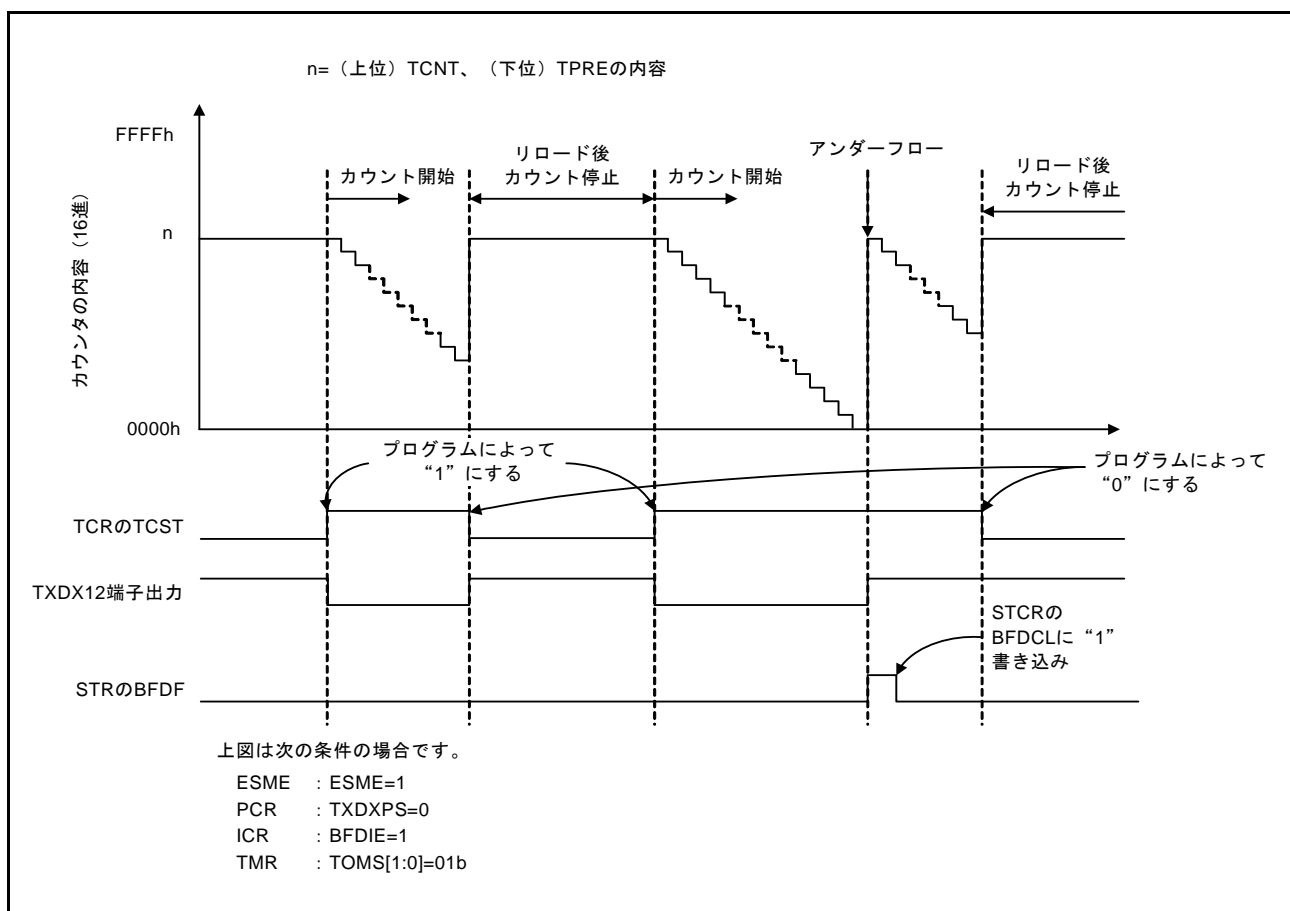 n=（上位）TCNT、（下位）TPREの内容
FFFFh
アンダーフロー
カウント開始
リロード後
カウント停止
カウント開始
リロード後
カウント停止
n
カウンタの内容（16進）
0000h
プログラムによって
“1”にする
プログラムによって
“0”にする
TCRのTCST
TXDX12端子出力
STCRの
BFDCLに“1”
書き込み
STRのBFDF
上図は次の条件の場合です。
ESME : ESME=1
PCR : TXDXPS=0
ICR : BFDIE=1
TMR : TOMS[1:0]=01b